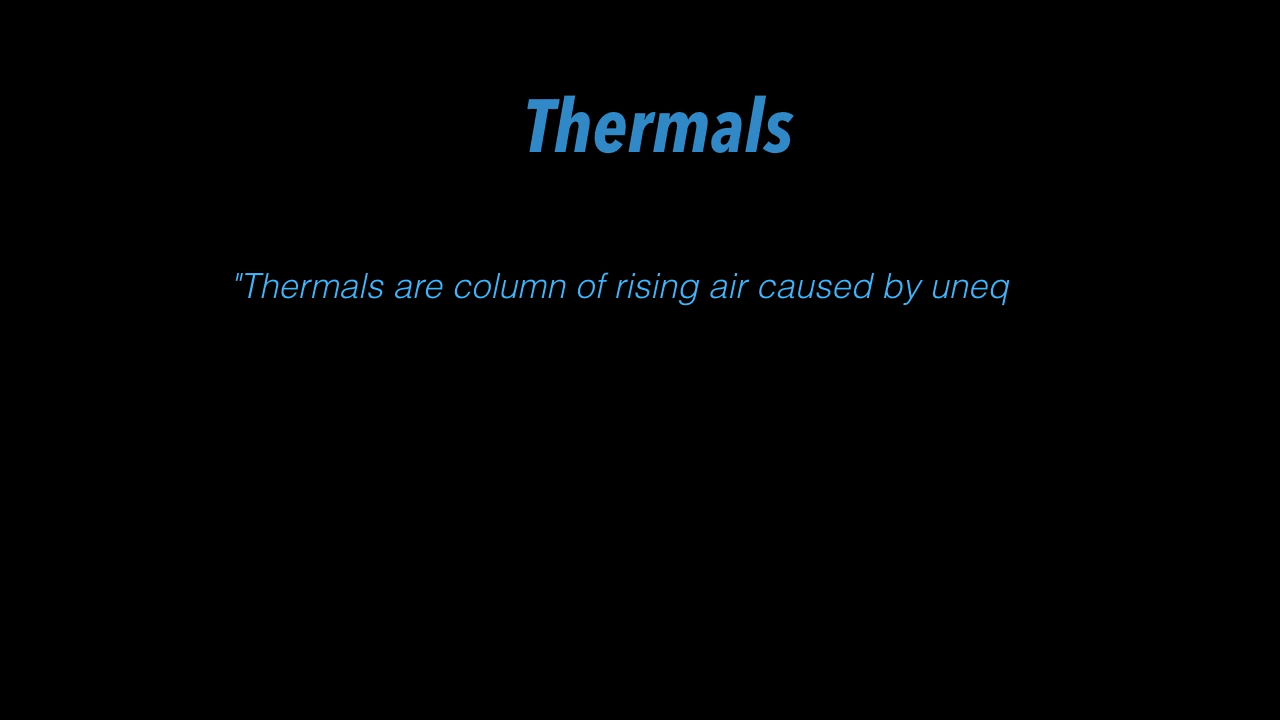 Thermals
"Thermals are column of rising air caused by uneq